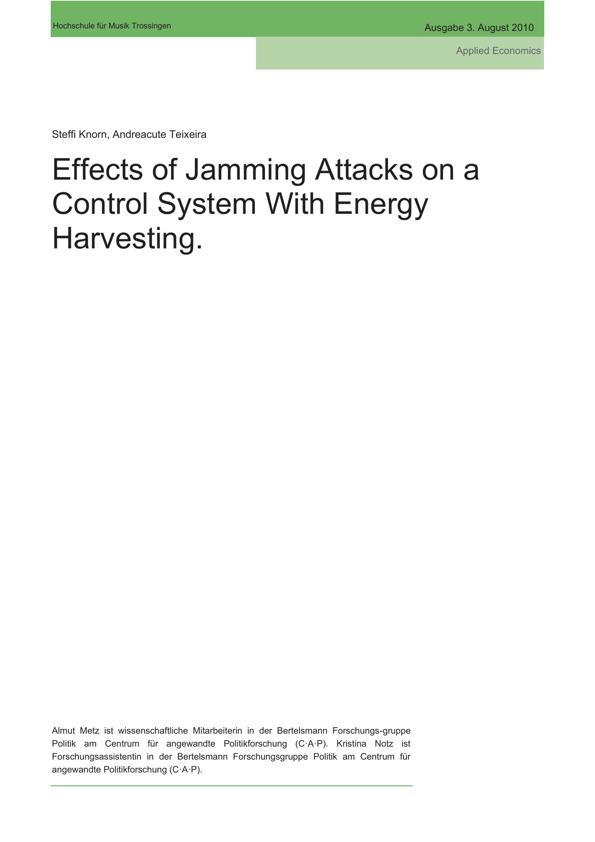 Hochschule für Musik Trossingen
Ausgabe 3. August 2010
Applied Economics
Steffi Knorn, Andreacute Teixeira
Effects of Jamming Attacks on a
Control System With Energy
Harvesting.
Almut Metz ist wissenschaftliche Mitarbeiterin in der Bertelsmann Forschungs-gruppe
Politik am Centrum für angewandte Politikforschung (C·A·P). Kristina Notz ist
Forschungsassistentin in der Bertelsmann Forschungsgruppe Politik am Centrum für
angewandte Politikforschung (C·A·P).